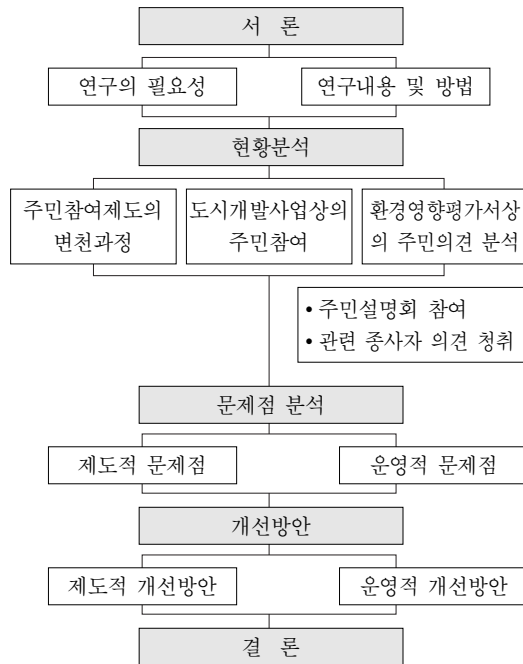 서 론
연구의 필요성
연구내용 및 방법
현황분석
주민참여제도의
변천과정
도시개발사업상의
주민참여
환경영향평가서상
의 주민의견 분석
• 주민설명회 참여
• 관련 종사자 의견 청취
문제점 분석
제도적 문제점
운영적 문제점
개선방안
제도적 개선방안
운영적 개선방안
결 론